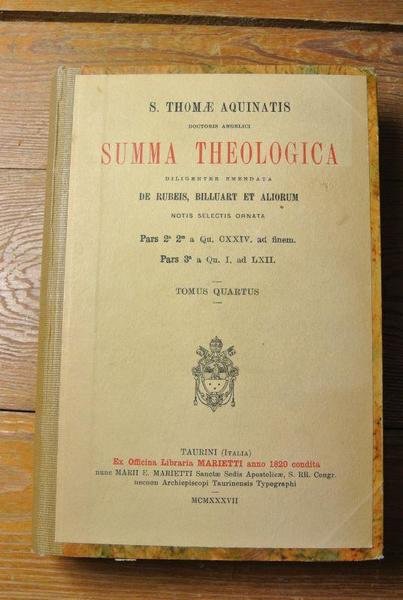 S. THOMÆ AQUINATIS
DOCTORIS ANGELICI
SUMMA THEOLOGICA
DILIGENTER EMENDATA
DE RUBEIS, BILLUART ET ALIORUM
NOTIS SELECTIS ORNATA
Pars 2ª 2æ a Qu. CXXIV. ad finem.
Pars 3ª a Qu. I. ad LXII.
TOMUS QUARTUS
TAURINI (ITALIA)
Ex Officina Libraria MARIETTI anno 1820 condita
nunc MARII E. MARIETTI Sanctæ Sedis Apostolicæ, S. RR. Congr.
necnon Archiepiscopi Taurinensis Typographi
MCMXXXVII